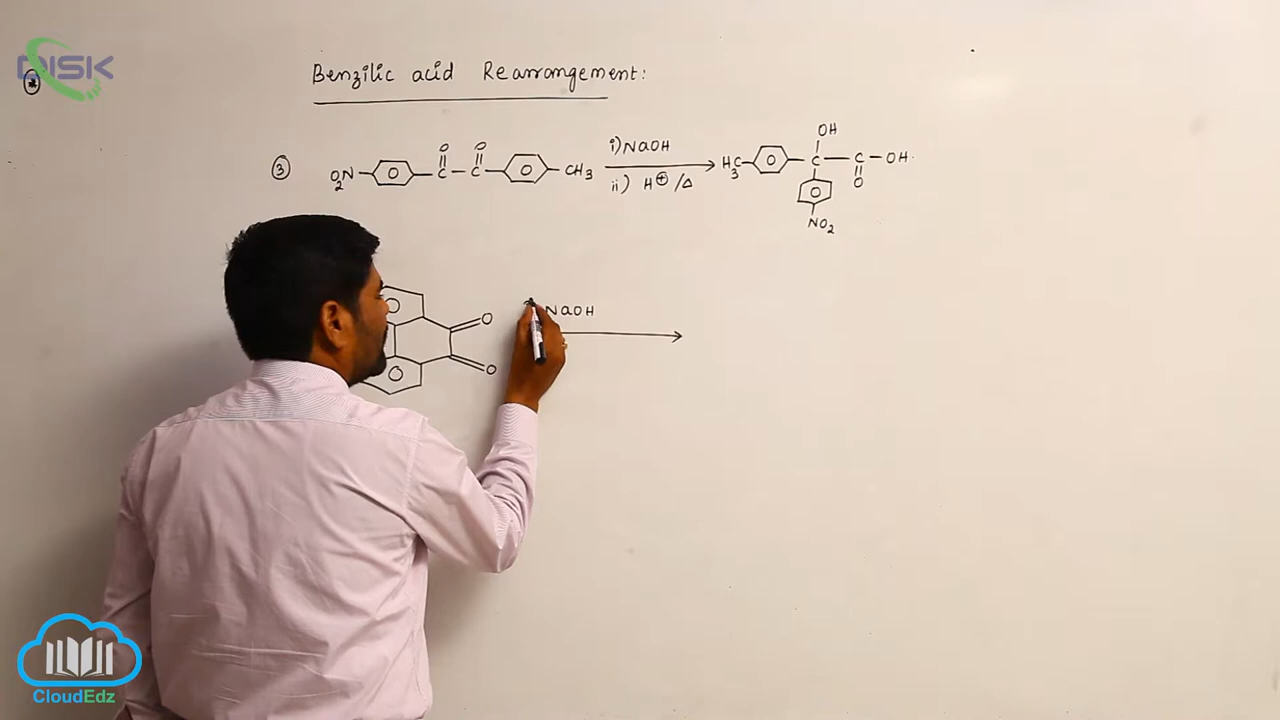 DISK
Benzilic acid Rearrangement:
③ O₂N C C CH₃ i) NaOH ii) H⊕/Δ H₃C C C OH
O O OH O
NO₂
O NaOH
O
CloudEdz